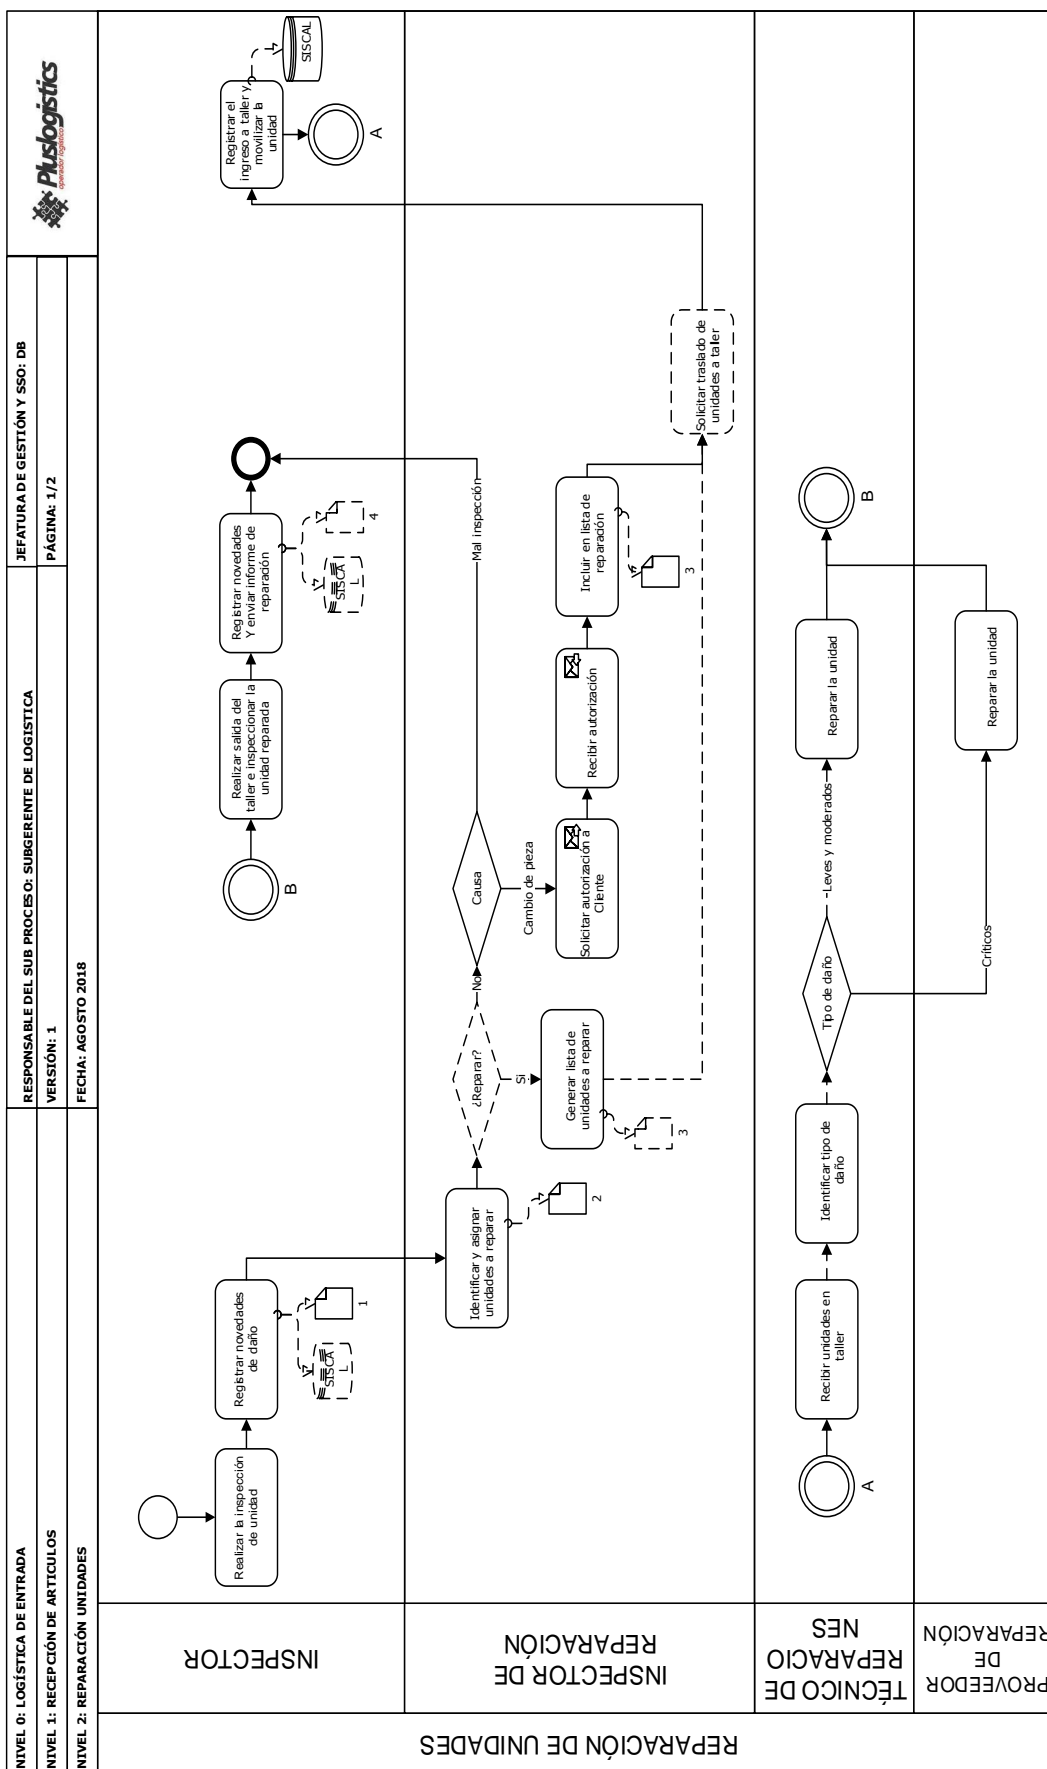 NIVEL 0: LOGÍSTICA DE ENTRADA
RESPONSABLE DEL SUB PROCESO: SUBGERENTE DE LOGISTICA
JEFATURA DE GESTIÓN Y SSO: DB
NIVEL 1: RECEPCIÓN DE ARTICULOS
VERSIÓN: 1
PÁGINA: 1/2
NIVEL 2: REPARACIÓN UNIDADES
FECHA: AGOSTO 2018
Pluslogistics
operador logístico
REPARACIÓN DE UNIDADES
INSPECTOR
Realizar la inspección
de unidad
Registrar novedades
de daño
SISCA
L
1
B
Realizar salida del
taller e inspeccionar la
unidad reparada
Registrar novedades
Y enviar informe de
reparación
SISCA
L
4
Registrar el
ingreso a taller y
movilizar la
unidad
SISCAL
A
INSPECTOR DE
REPARACIÓN
Identificar y asignar
unidades a reparar
2
¿Reparar?
No
Si
Generar lista de
unidades a reparar
3
Causa
Mal inspección
Cambio de pieza
Solicitar autorización a
Cliente
Recibir autorización
Incluir en lista de
reparación
3
Solicitar traslado de
unidades a taller
TÉCNICO DE
REPARACIO
NES
A
Recibir unidades en
taller
Identificar tipo de
daño
Tipo de daño
Leves y moderados
Críticos
Reparar la unidad
B
PROVEEDOR
DE
REPARACIÓN
Reparar la unidad